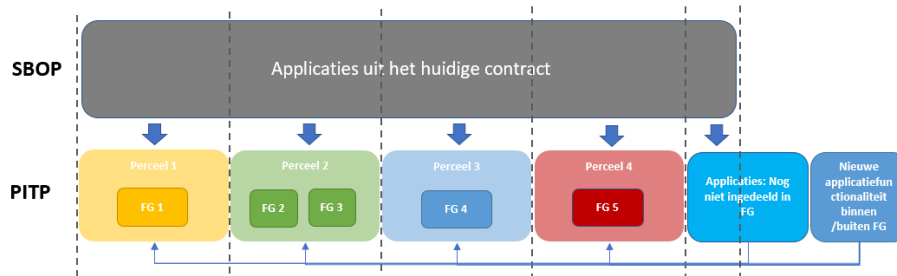 SBOP
Applicaties uit het huidige contract
PITP
Perceel 1
FG 1
Perceel 2
FG 2
FG 3
Perceel 3
FG 4
Perceel 4
FG 5
Applicaties: Nog
niet ingedeeld in
FG
Nieuwe
applicatiefun
ctionaliteit
binnen
/buiten FG